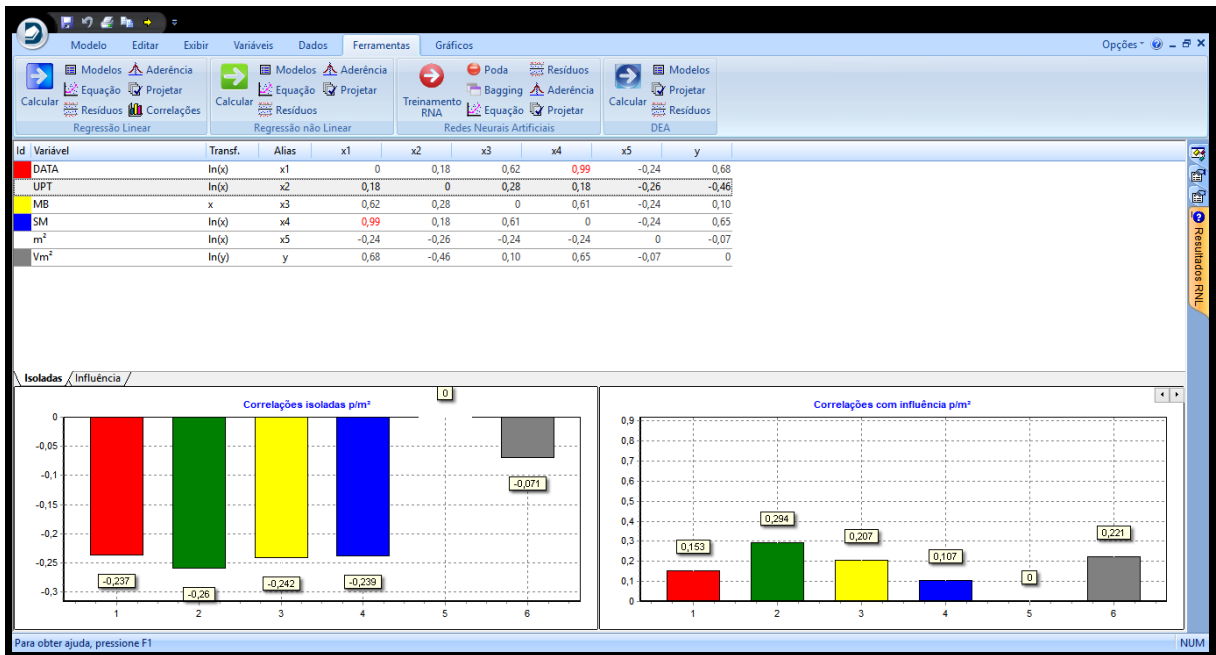 Modelo Editar Exibir Variáveis Dados Ferramentas Gráficos Opções
Calcular Modelos Aderência Equação Projetar Resíduos Correlações
Regressão Linear
Calcular Modelos Aderência Equação Projetar Resíduos
Regressão não Linear
Treinamento RNA Poda Resíduos Bagging Aderência Equação Projetar
Redes Neurais Artificiais
Calcular Modelos Projetar Resíduos
DEA
Id Variável Transf. Alias x1 x2 x3 x4 x5 y
DATA ln(x) x1 0 0,18 0,62 0,99 -0,24 0,68
UPT ln(x) x2 0,18 0 0,28 0,18 -0,26 -0,46
MB x x3 0,62 0,28 0 0,61 -0,24 0,10
SM ln(x) x4 0,99 0,18 0,61 0 -0,24 0,65
m² ln(x) x5 -0,24 -0,26 -0,24 -0,24 0 -0,07
Vm² ln(y) y 0,68 -0,46 0,10 0,65 -0,07 0
Resultados RNL
Isoladas Influência
Correlações isoladas p/m²
0
-0,05
-0,1
-0,15
-0,2
-0,25
-0,3
-0,237 -0,26 -0,242 -0,239 0 -0,071
1 2 3 4 5 6
Correlações com influência p/m²
0,9
0,8
0,7
0,6
0,5
0,4
0,3
0,2
0,1
0
0,153 0,294 0,207 0,107 0 0,221
1 2 3 4 5 6
Para obter ajuda, pressione F1 NUM